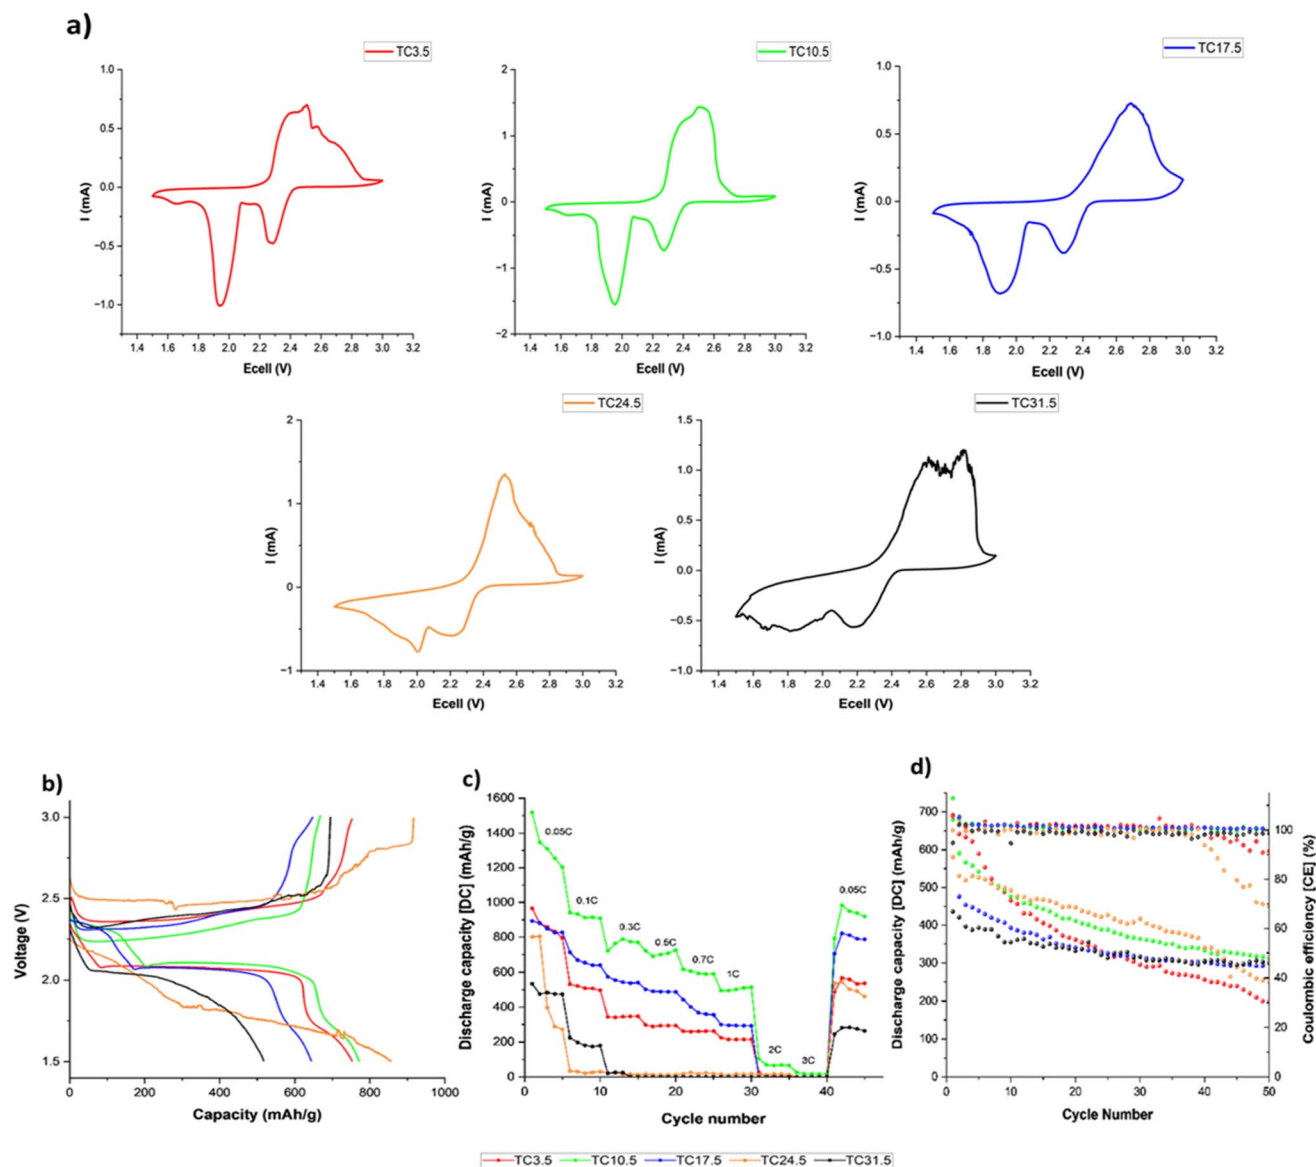 a)
TC3.5
TC10.5
TC17.5
1.0
0.5
0.0
−0.5
−1.0
I (mA)
1.4 1.6 1.8 2.0 2.2 2.4 2.6 2.8 3.0 3.2
Ecell (V)
2
1
0
−1
−2
I (mA)
1.4 1.6 1.8 2.0 2.2 2.4 2.6 2.8 3.0 3.2
Ecell (V)
1.0
0.5
0.0
−0.5
−1.0
I (mA)
1.4 1.6 1.8 2.0 2.2 2.4 2.6 2.8 3.0 3.2
Ecell (V)
TC24.5
TC31.5
2
1
0
−1
I (mA)
1.4 1.6 1.8 2.0 2.2 2.4 2.6 2.8 3.0 3.2
Ecell (V)
1.5
1.0
0.5
0.0
−0.5
−1.0
I (mA)
1.4 1.6 1.8 2.0 2.2 2.4 2.6 2.8 3.0 3.2
Ecell (V)
b)
3.0
2.5
2.0
1.5
Voltage (V)
0 200 400 600 800 1000
Capacity (mAh/g)
c)
1600
1400
1200
1000
800
600
400
200
0
Discharge capacity [DC] (mAh/g)
0.05C
0.1C
0.3C
0.5C
0.7C
1C
2C
3C
0.05C
0 10 20 30 40
Cycle number
d)
700
600
500
400
300
200
100
0
Discharge capacity [DC] (mAh/g)
100
80
60
40
20
0
Coulombic efficiency [CE] (%)
0 10 20 30 40 50
Cycle Number
TC3.5 TC10.5 TC17.5 TC24.5 TC31.5